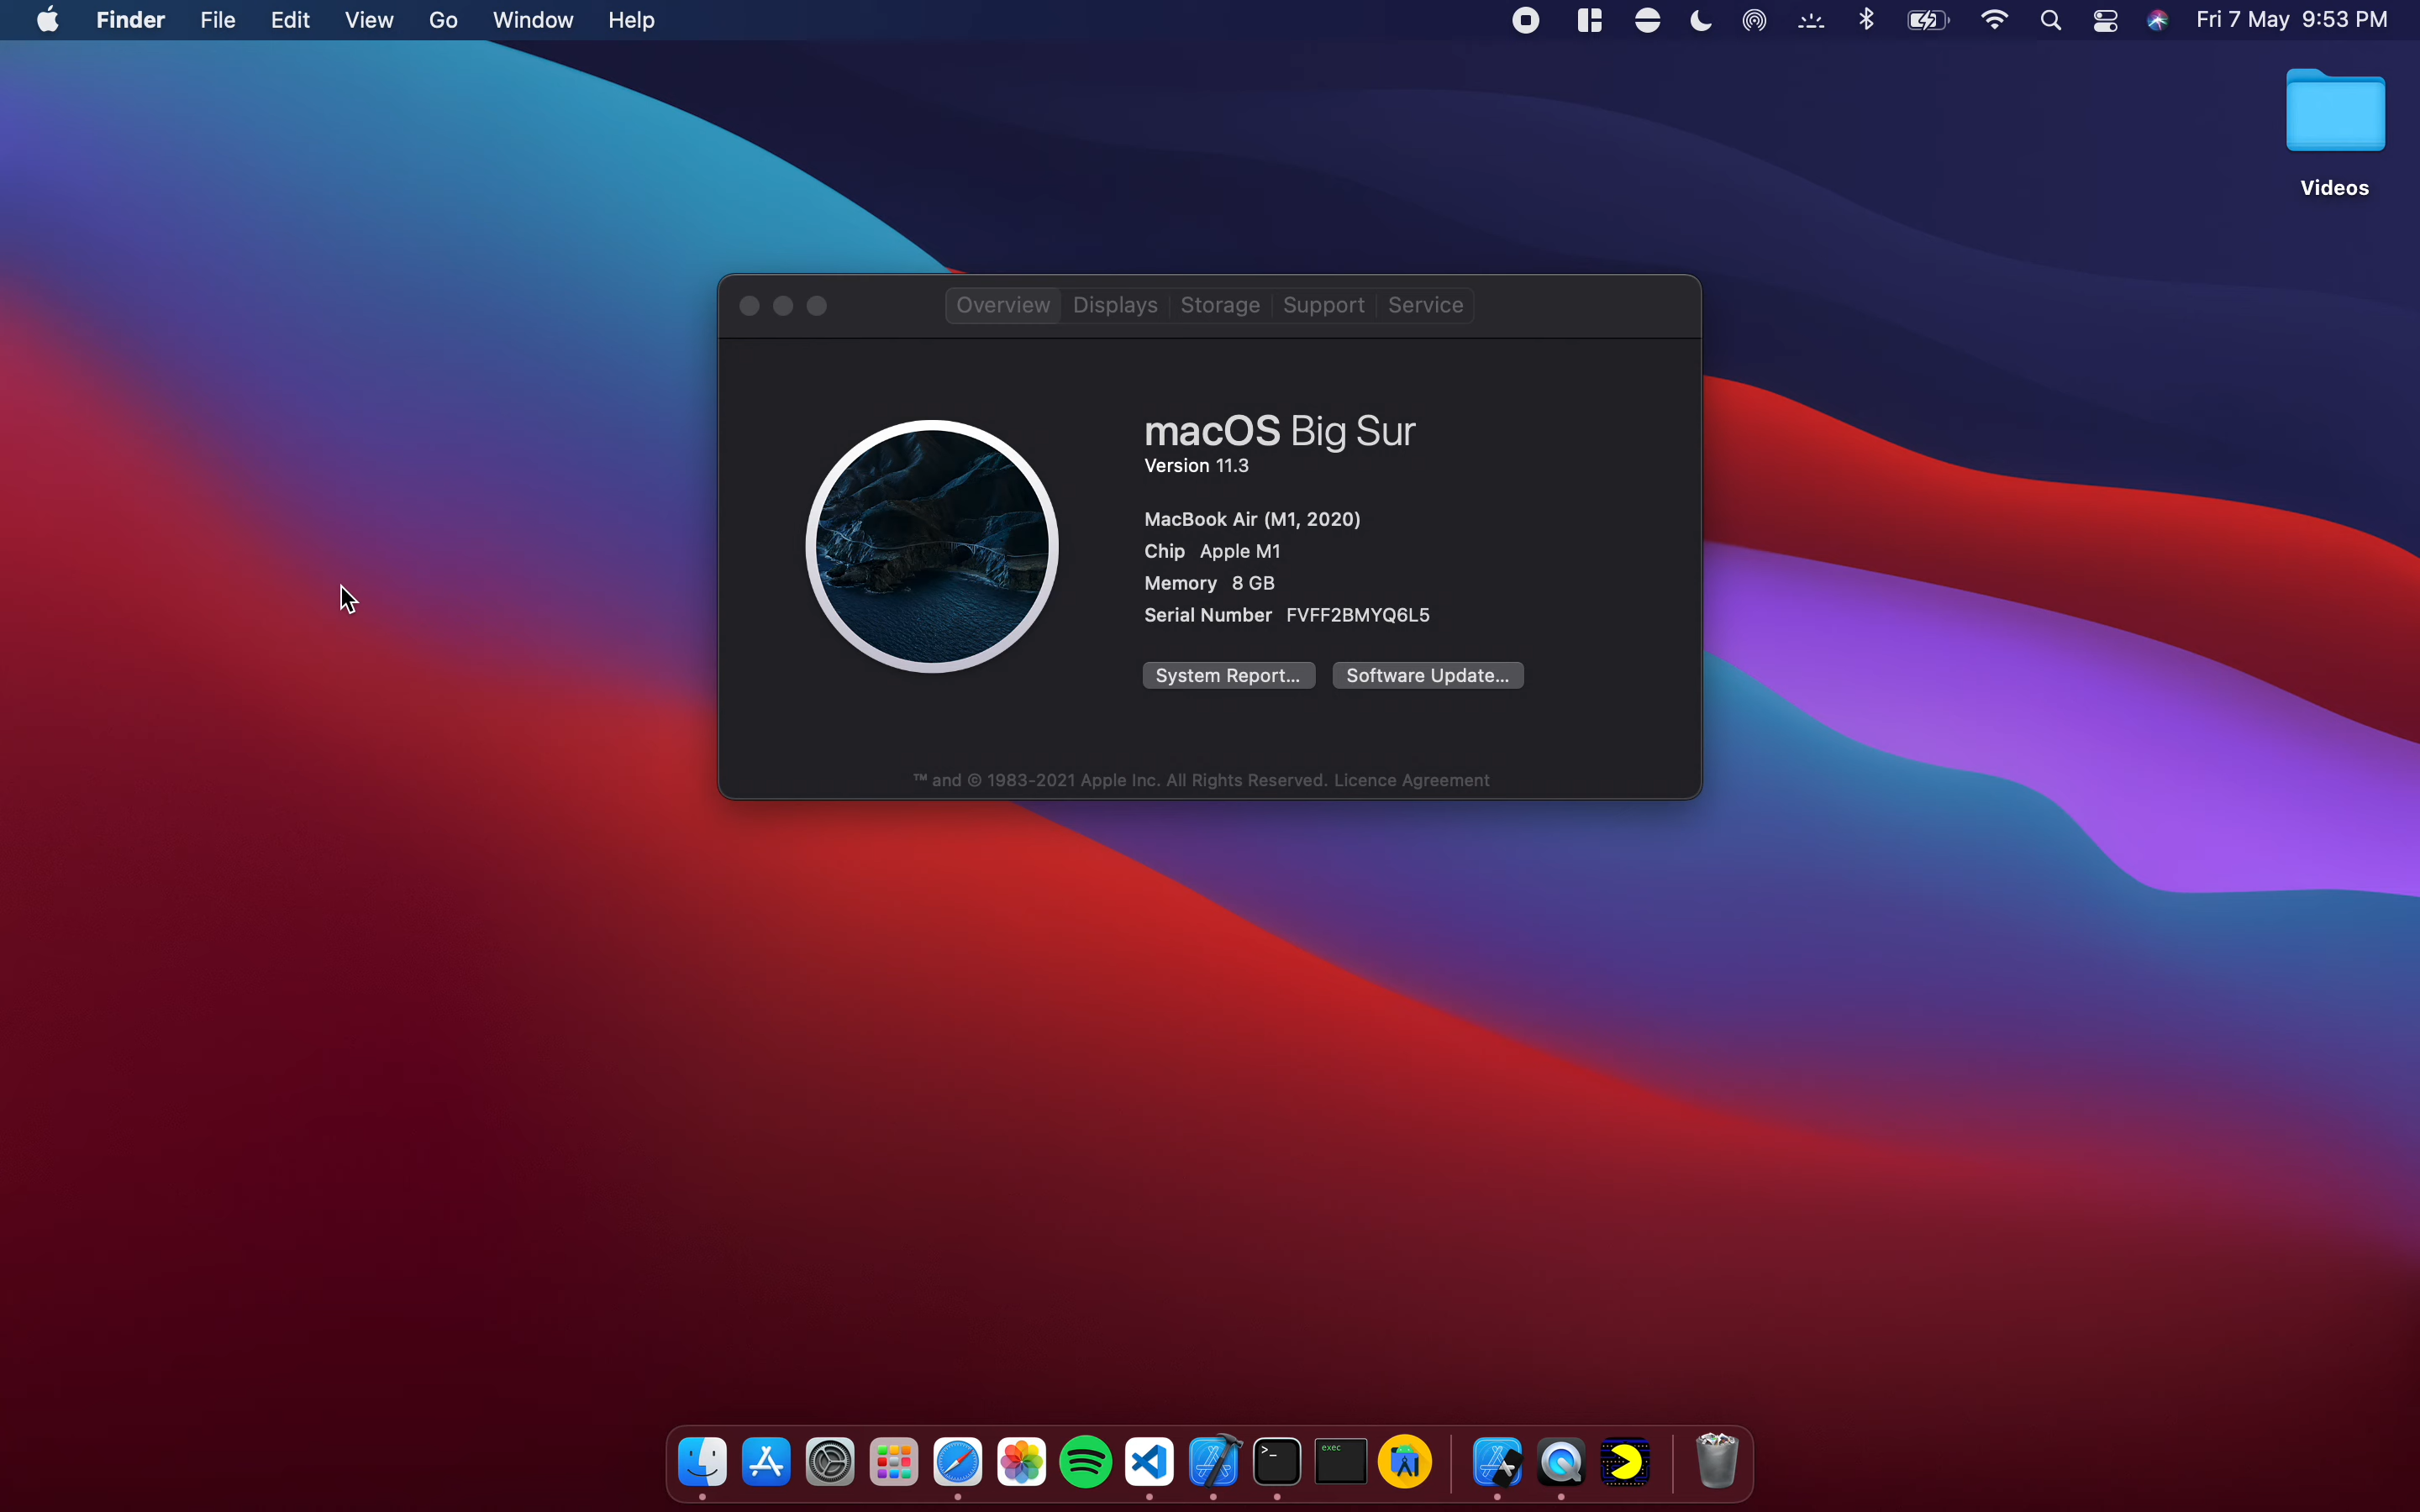 Finder File Edit View Go Window Help Fri 7 May 9:53 PM
Videos
Overview Displays Storage Support Service
macOS Big Sur
Version 11.3
MacBook Air (M1, 2020)
Chip Apple M1
Memory 8 GB
Serial Number FVFF2BMYQ6L5
System Report... Software Update...
™ and © 1983-2021 Apple Inc. All Rights Reserved. Licence Agreement
>_ exec